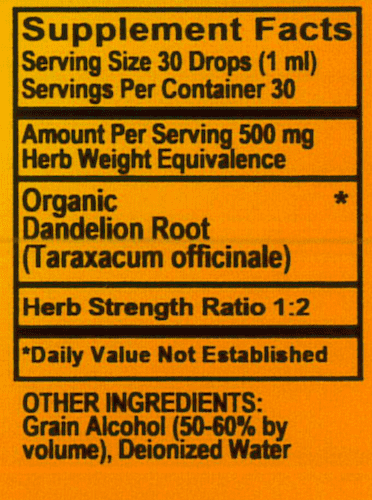 Supplement Facts
Serving Size 30 Drops (1 ml)
Servings Per Container 30
Amount Per Serving 500 mg
Herb Weight Equivalence
Organic *
Dandelion Root
(Taraxacum officinale)
Herb Strength Ratio 1:2
*Daily Value Not Established
OTHER INGREDIENTS:
Grain Alcohol (50-60% by
volume), Deionized Water